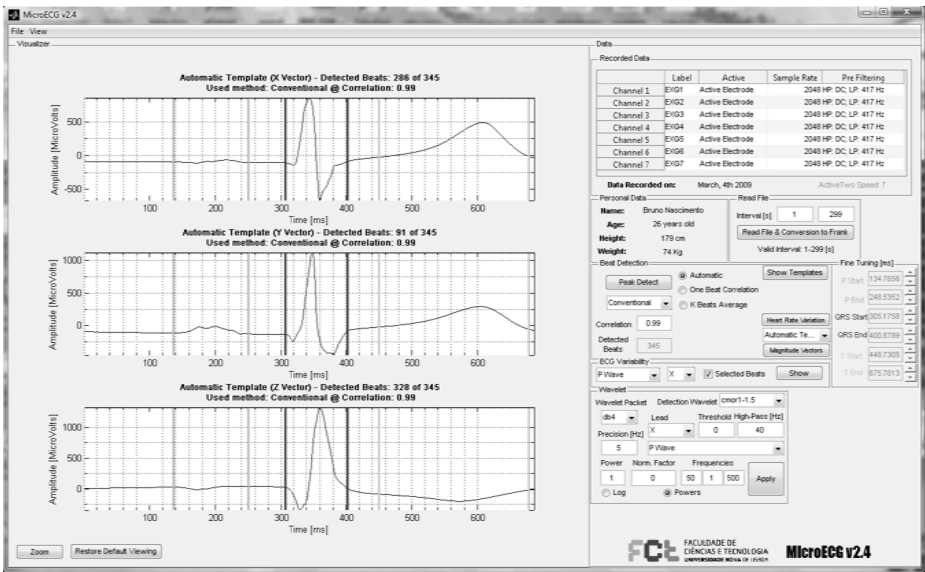 MicroECG v2.4
File View
Visualizer
Automatic Template (X Vector) - Detected Beats: 286 of 345
Used method: Conventional @ Correlation: 0.99
Amplitude [MicroVolts]
500
0
-500
100 200 300 400 500 600
Time [ms]
Automatic Template (Y Vector) - Detected Beats: 91 of 345
Used method: Conventional @ Correlation: 0.99
Amplitude [MicroVolts]
1000
500
0
100 200 300 400 500 600
Time [ms]
Automatic Template (Z Vector) - Detected Beats: 328 of 345
Used method: Conventional @ Correlation: 0.99
Amplitude [MicroVolts]
1000
500
0
100 200 300 400 500 600
Time [ms]
Zoom Restore Default Viewing
Data
Recorded Data
Label Active Sample Rate Pre Filtering
Channel 1 EXG1 Active Electrode 2048 HP: DC; LP: 417 Hz
Channel 2 EXG2 Active Electrode 2048 HP: DC; LP: 417 Hz
Channel 3 EXG3 Active Electrode 2048 HP: DC; LP: 417 Hz
Channel 4 EXG4 Active Electrode 2048 HP: DC; LP: 417 Hz
Channel 5 EXG5 Active Electrode 2048 HP: DC; LP: 417 Hz
Channel 6 EXG6 Active Electrode 2048 HP: DC; LP: 417 Hz
Channel 7 EXG7 Active Electrode 2048 HP: DC; LP: 417 Hz
Data Recorded on: March, 4th 2009 ActiveTwo Speed: 7
Personal Data
Name: Bruno Nascimento
Age: 26 years old
Height: 179 cm
Weight: 74 Kg
Read File
Interval [s] 1 299
Read File & Conversion to Frank
Valid Interval: 1-299 [s]
Beat Detection
Peak Detect
Automatic
One Beat Correlation
K Beats Average
Show Templates
Conventional
Correlation 0.99
Heart Rate Variation
Automatic Te...
Detected Beats 345
Magnitude Vectors
Fine Tuning [ms]
P Start 134.7656
P End 248.5352
QRS Start 305.1758
QRS End 400.8789
T Start 448.7305
T End 675.7813
ECG Variability
P Wave X Selected Beats Show
Wavelet
Wavelet Packet Detection Wavelet cmor1-1.5
db4 Lead Threshold High-Pass [Hz]
X 0 40
Precision [Hz]
5 P Wave
Power Norm. Factor Frequencies
1 0 50 1 500 Apply
Log Powers
FCt FACULDADE DE
CIÊNCIAS E TECNOLOGIA
UNIVERSIDADE NOVA DE LISBOA
MicroECG v2.4